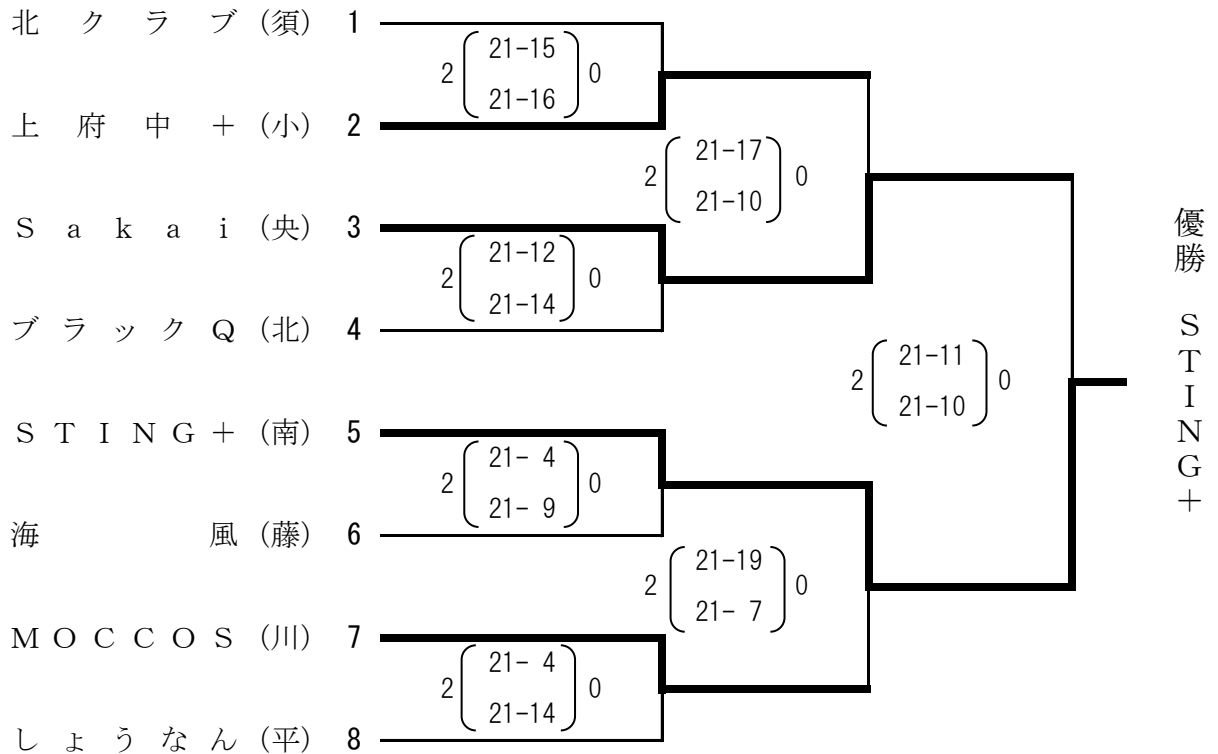 北クラブ(須) 1
2 21-15 0
21-16
上府中+(小) 2
2 21-17 0
21-10
Sakai(央) 3
2 21-12 0
21-14
ブラックQ(北) 4
2 21-11 0
21-10
STING+(南) 5
2 21- 4 0
21- 9
海風(藤) 6
2 21-19 0
21- 7
MOCCOS(川) 7
2 21- 4 0
21-14
しょうなん(平) 8
優勝 STING+